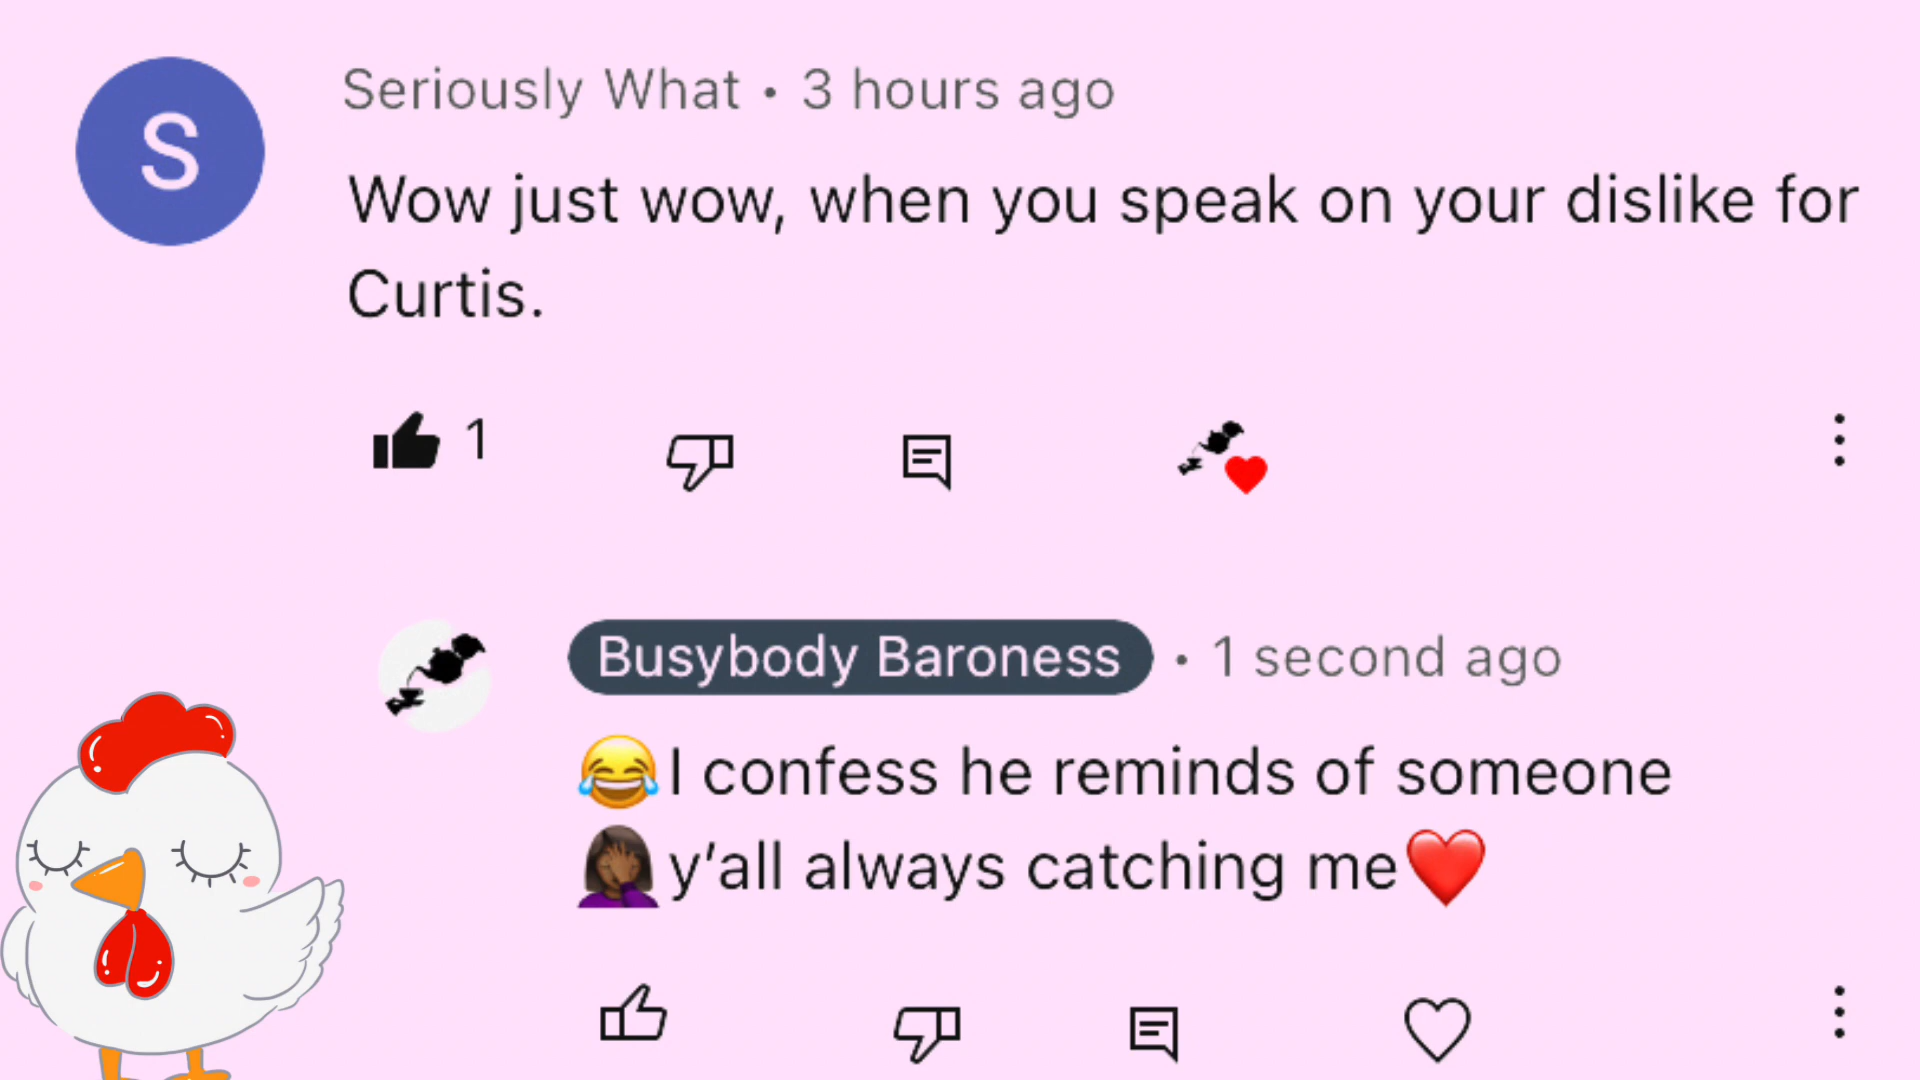 S
Seriously What • 3 hours ago
Wow just wow, when you speak on your dislike for
Curtis.
1
Busybody Baroness • 1 second ago
😂I confess he reminds of someone
🤦🏾‍♀️y’all always catching me❤️